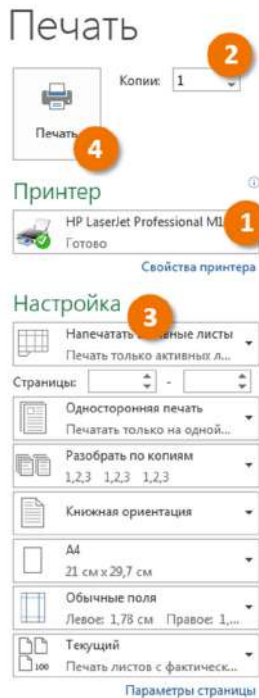 Печать
2
Копии: 1
Печать
4
Принтер
HP LaserJet Professional M1
1
Готово
Свойства принтера
Настройка
3
Напечатать листы
Печать только активных л...
Страницы: -
Односторонняя печать
Печатать только на одной...
Разобрать по копиям
1,2,3 1,2,3 1,2,3
Книжная ориентация
A4
21 см x 29,7 см
Обычные поля
Левое: 1,78 см Правое: 1,...
Текущий
100
Печать листов с фактическ...
Параметры страницы